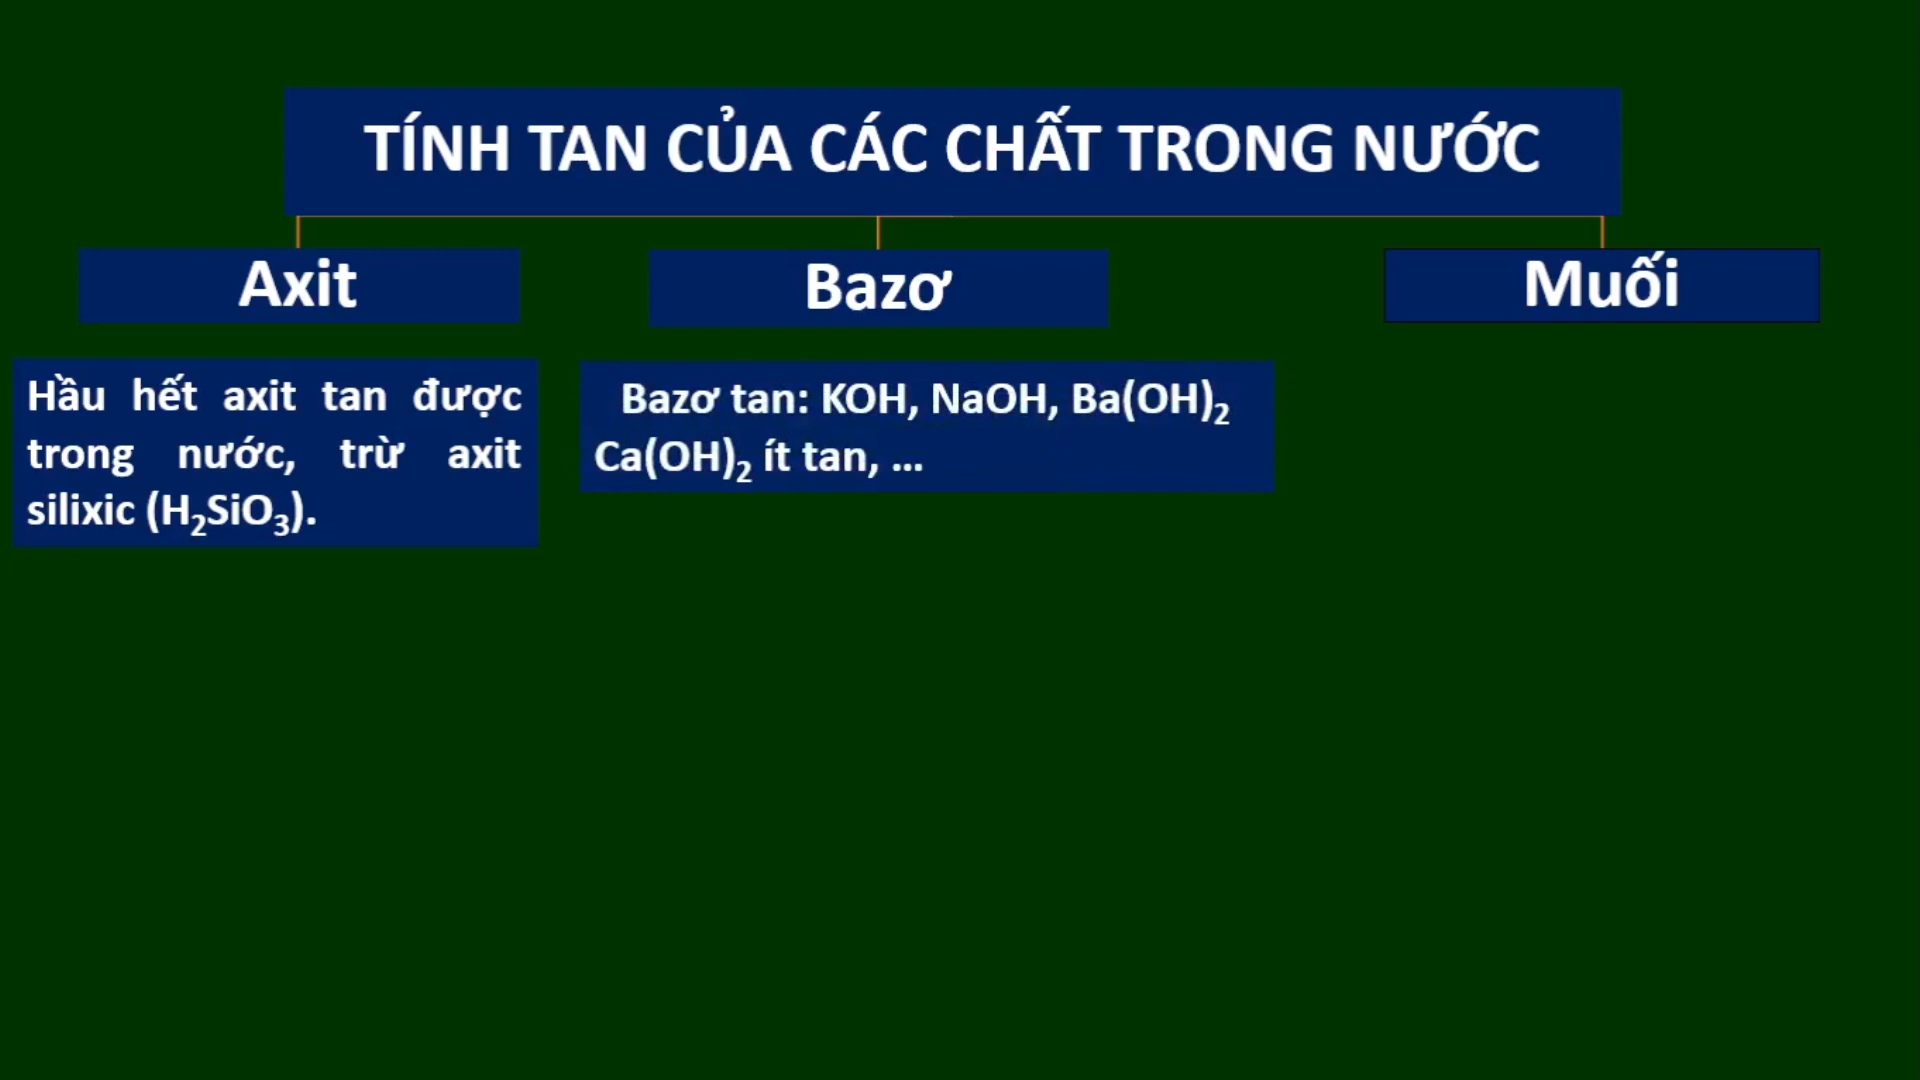 TÍNH TAN CỦA CÁC CHẤT TRONG NƯỚC
Axit
Bazơ
Muối
Hầu hết axit tan được
trong nước, trừ axit
silixic (H₂SiO₃).
Bazơ tan: KOH, NaOH, Ba(OH)₂
Ca(OH)₂ ít tan, ...